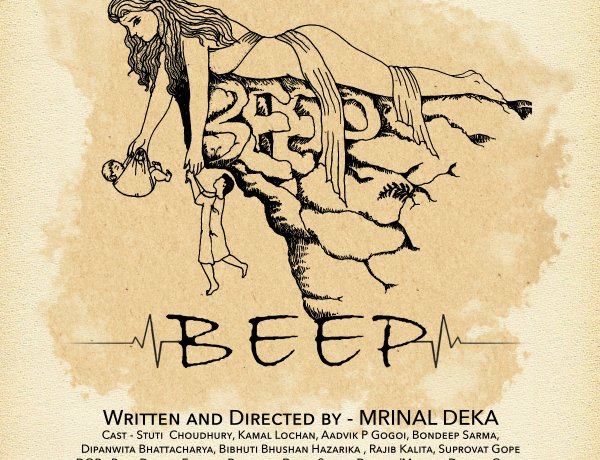 BEEP
BEEP
WRITTEN AND DIRECTED BY - MRINAL DEKA
CAST - STUTI CHOUDHURY, KAMAL LOCHAN, AADVIK P GOGOI, BONDEEP SARMA,
DIPANWITA BHATTACHARYA, BIBHUTI BHUSHAN HAZARIKA , RAJIB KALITA, SUPROVAT GOPE